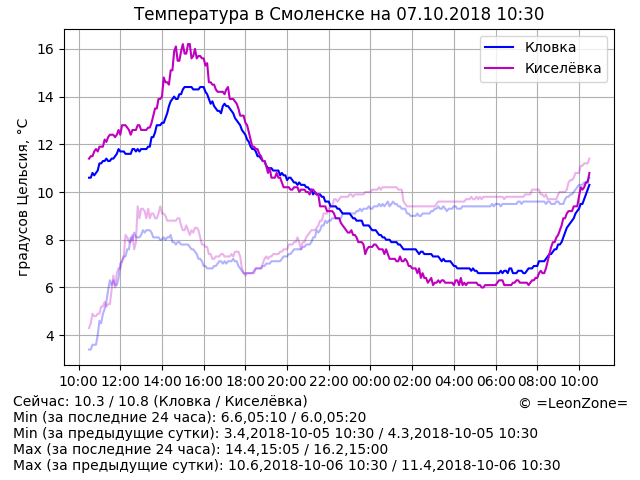 Температура в Смоленске на 07.10.2018 10:30
Кловка
Киселёвка
градусов Цельсия, °C
16
14
12
10
8
6
4
10:00 12:00 14:00 16:00 18:00 20:00 22:00 00:00 02:00 04:00 06:00 08:00 10:00
Сейчас: 10.3 / 10.8 (Кловка / Киселёвка)
© =LeonZone=
Min (за последние 24 часа): 6.6,05:10 / 6.0,05:20
Min (за предыдущие сутки): 3.4,2018-10-05 10:30 / 4.3,2018-10-05 10:30
Max (за последние 24 часа): 14.4,15:05 / 16.2,15:00
Max (за предыдущие сутки): 10.6,2018-10-06 10:30 / 11.4,2018-10-06 10:30